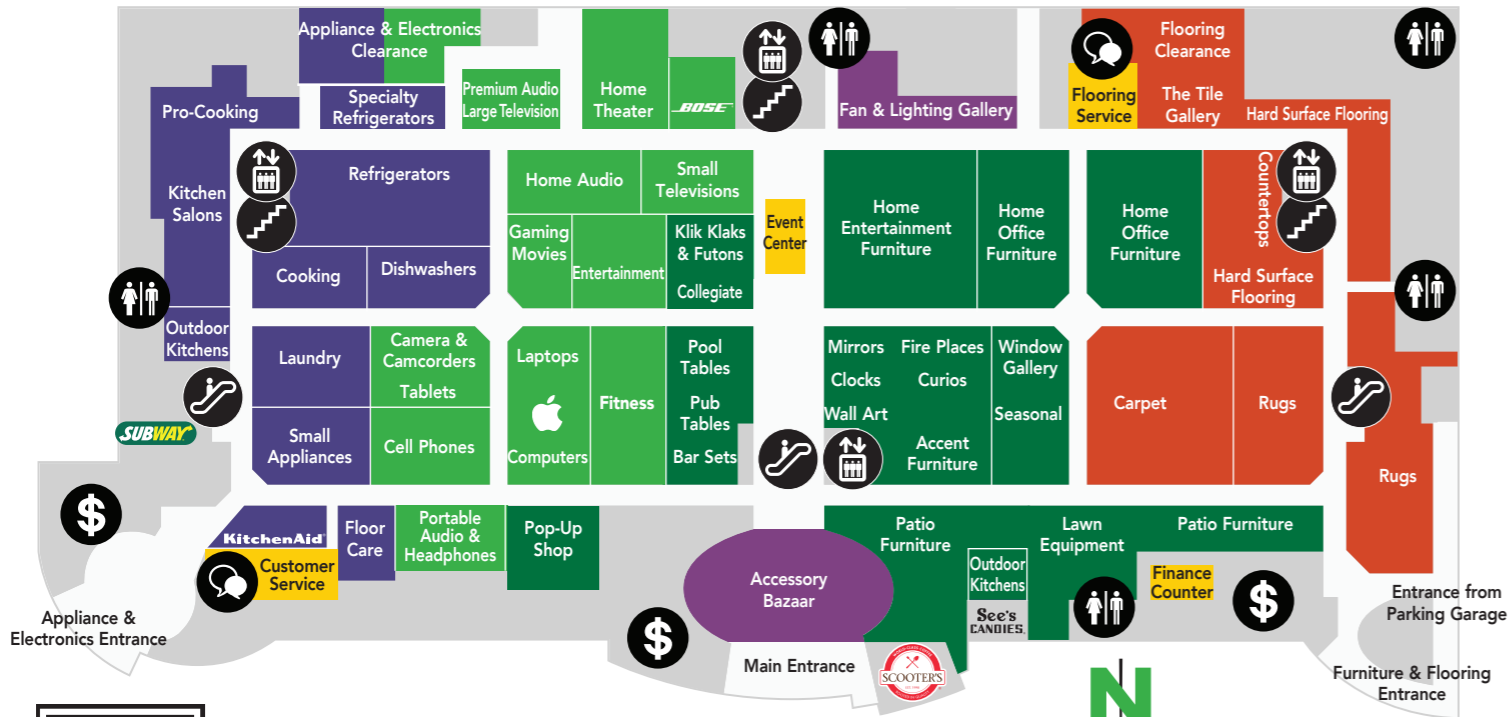 Appliance & Electronics
Clearance
Pro-Cooking
Specialty
Refrigerators
Premium Audio
Large Television
Home
Theater
BOSE
Fan & Lighting Gallery
Flooring
Service
Flooring
Clearance
The Tile
Gallery
Hard Surface Flooring
Kitchen
Salons
Refrigerators
Cooking
Dishwashers
Home Audio
Small
Televisions
Gaming
Movies
Entertainment
Klik Klaks
& Futons
Collegiate
Event
Center
Home
Entertainment
Furniture
Home
Office
Furniture
Home
Office
Furniture
Countertops
Hard Surface
Flooring
Outdoor
Kitchens
Laundry
Camera &
Camcorders
Tablets
Small
Appliances
Cell Phones
Laptops
Computers
Fitness
Pool
Tables
Pub
Tables
Bar Sets
Mirrors
Clocks
Wall Art
Fire Places
Curios
Accent
Furniture
Window
Gallery
Seasonal
Carpet
Rugs
Rugs
SUBWAY
$
KitchenAid
Customer
Service
Floor
Care
Portable
Audio &
Headphones
Pop-Up
Shop
Accessory
Bazaar
Patio
Furniture
Outdoor
Kitchens
See's
CANDIES.
Lawn
Equipment
Patio Furniture
Finance
Counter
$
$
Appliance &
Electronics Entrance
Main Entrance
SCOOTER'S
Entrance from
Parking Garage
Furniture & Flooring
Entrance
N